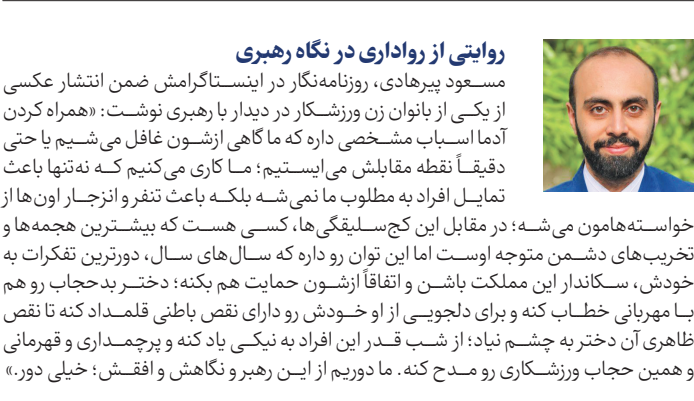 روایتی از رواداری در نگاه رهبری
مسعود پیرهادی، روزنامه‌نگار در اینستاگرامش ضمن انتشار عکسی
از یکی از بانوان زن ورزشکار در دیدار با رهبری نوشت: «همراه کردن
آدما اسباب مشخصی داره که ما گاهی ازشون غافل می‌شیم یا حتی
دقیقاً نقطه مقابلش می‌ایستیم؛ ما کاری می‌کنیم که نه‌تنها باعث
تمایل افراد به مطلوب ما نمی‌شه بلکه باعث تنفر و انزجار اون‌ها از
خواسته‌هامون می‌شه؛ در مقابل این کج‌سلیقگی‌ها، کسی هست که بیشترین هجمه‌ها و
تخریب‌های دشمن متوجه اوست اما این توان رو داره که سال‌های سال، دورترین تفکرات به
خودش، سکاندار این مملکت باشن و اتفاقاً ازشون حمایت هم بکنه؛ دختر بدحجاب رو هم
با مهربانی خطاب کنه و برای دلجویی از او خودش رو دارای نقص باطنی قلمداد کنه تا نقص
ظاهری آن دختر به چشم نیاد؛ از شب قدر این افراد به نیکی یاد کنه و پرچمداری و قهرمانی
و همین حجاب ورزشکاری رو مدح کنه. ما دوریم از این رهبر و نگاهش و افقش؛ خیلی دور.»